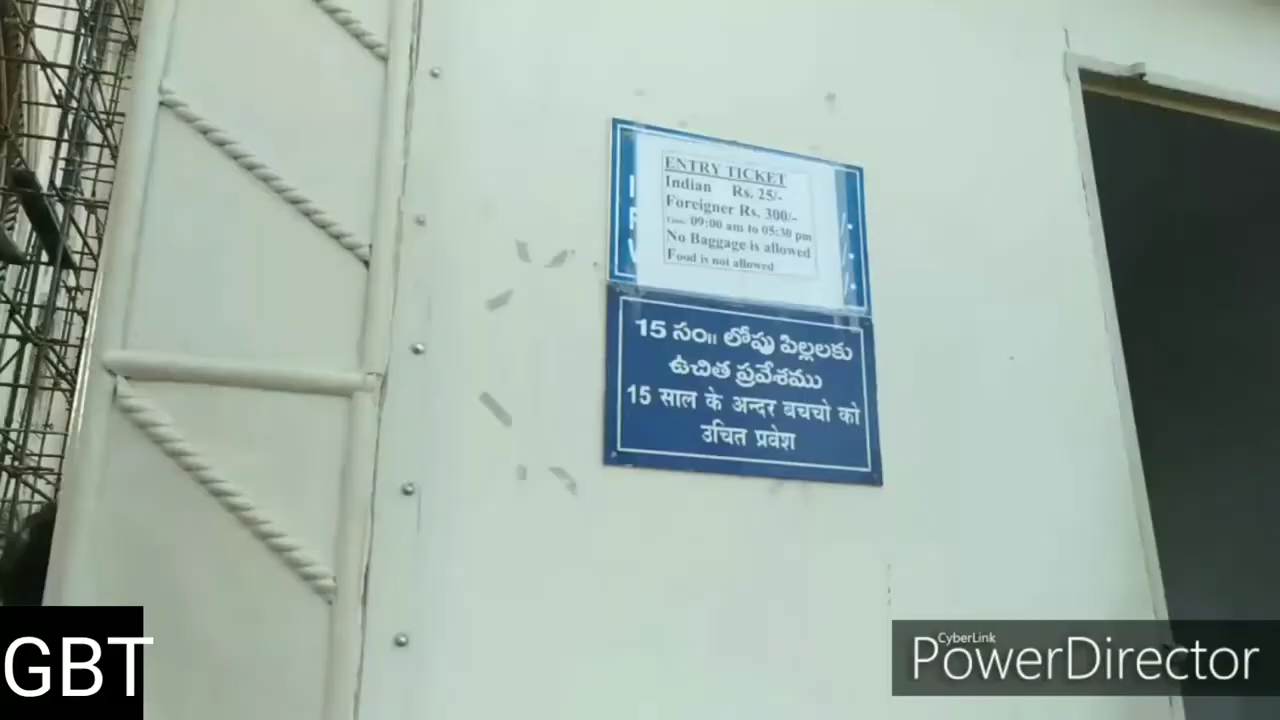 ENTRY TICKET
Indian Rs. 25/-
Foreigner Rs. 300/-
Time: 09:00 am to 05:30 pm
No Baggage is allowed
Food is not allowed
15 సం॥ లోపు పిల్లలకు
ఉచిత ప్రవేశము
15 साल के अन्दर बचचो को
उचित प्रवेश
GBT
CyberLink
PowerDirector